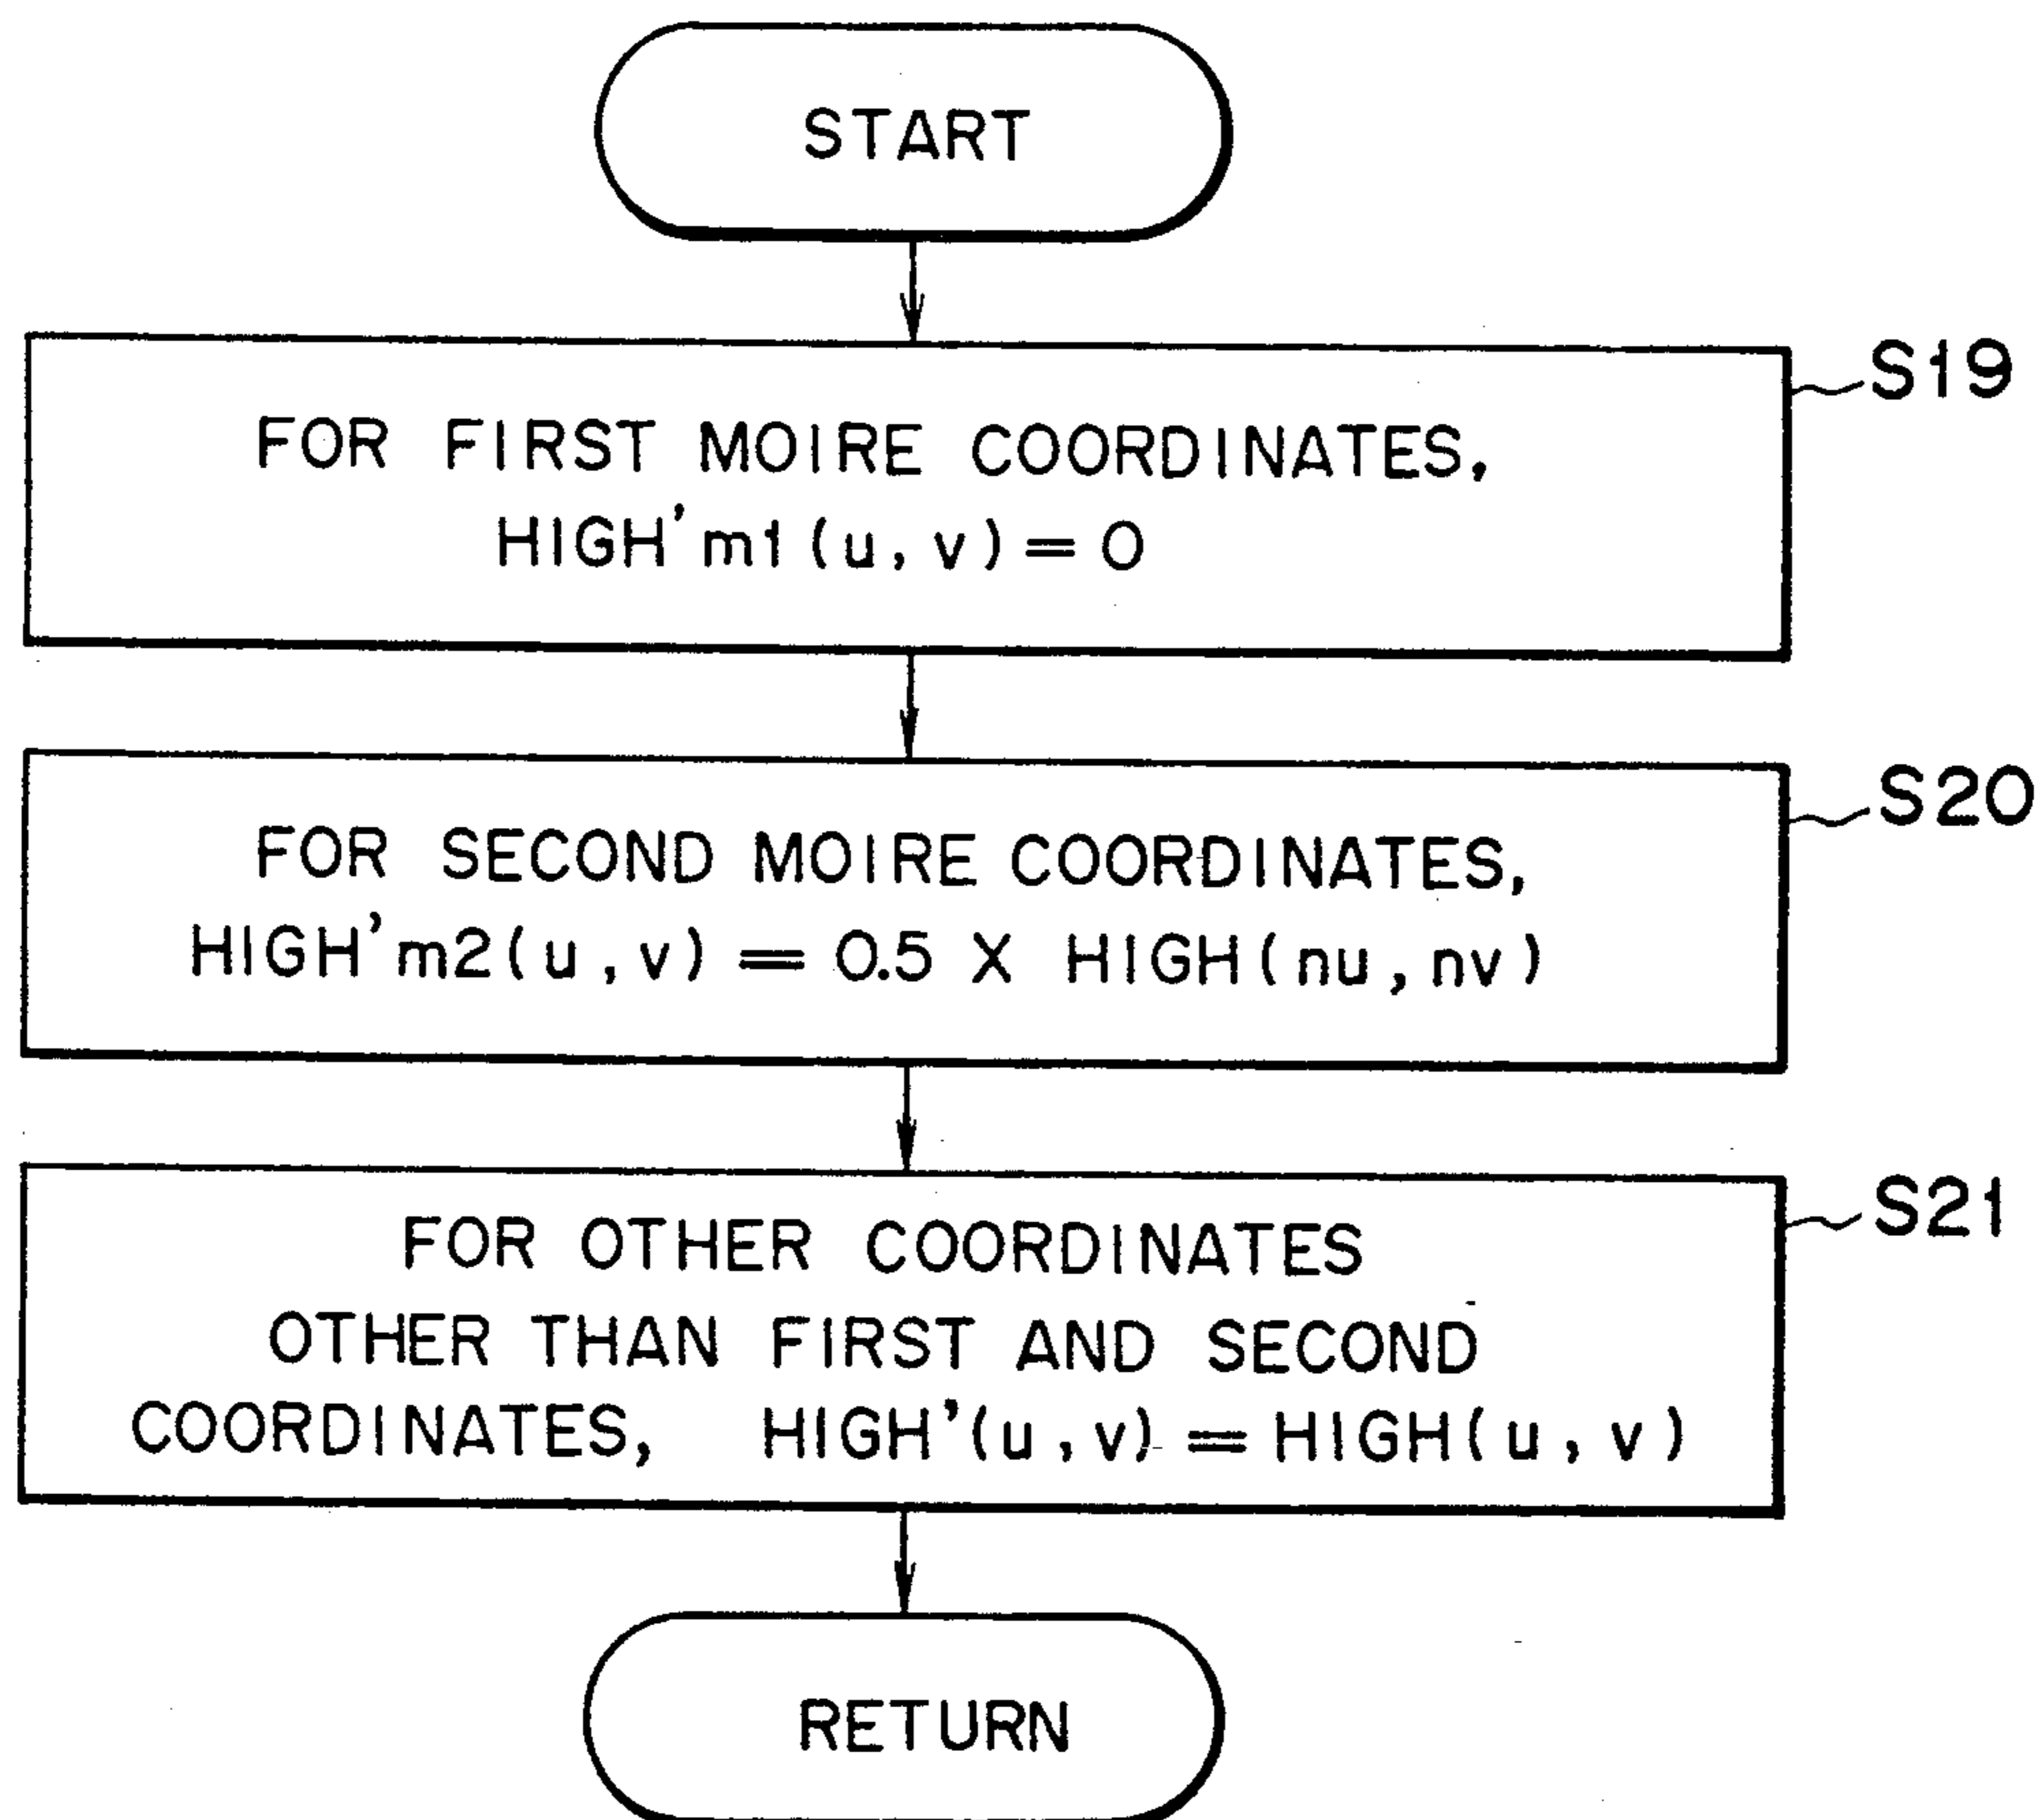 START
S19
FOR FIRST MOIRE COORDINATES,
HIGH'm1(u, v) = 0
S20
FOR SECOND MOIRE COORDINATES,
HIGH'm2(u, v) = 0.5 X HIGH(nu, nv)
S21
FOR OTHER COORDINATES
OTHER THAN FIRST AND SECOND
COORDINATES, HIGH'(u, v) = HIGH(u, v)
RETURN